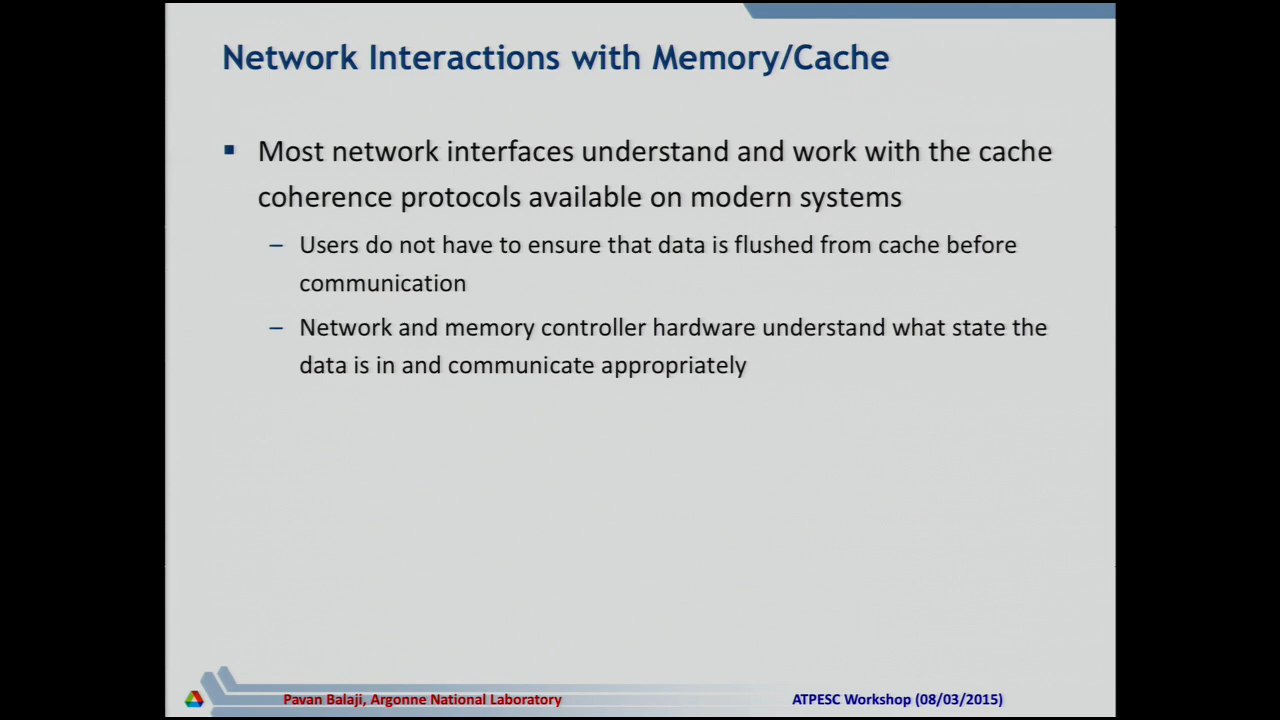 Network Interactions with Memory/Cache
Most network interfaces understand and work with the cache
coherence protocols available on modern systems
– Users do not have to ensure that data is flushed from cache before
communication
– Network and memory controller hardware understand what state the
data is in and communicate appropriately
Pavan Balaji, Argonne National Laboratory
ATPESC Workshop (08/03/2015)